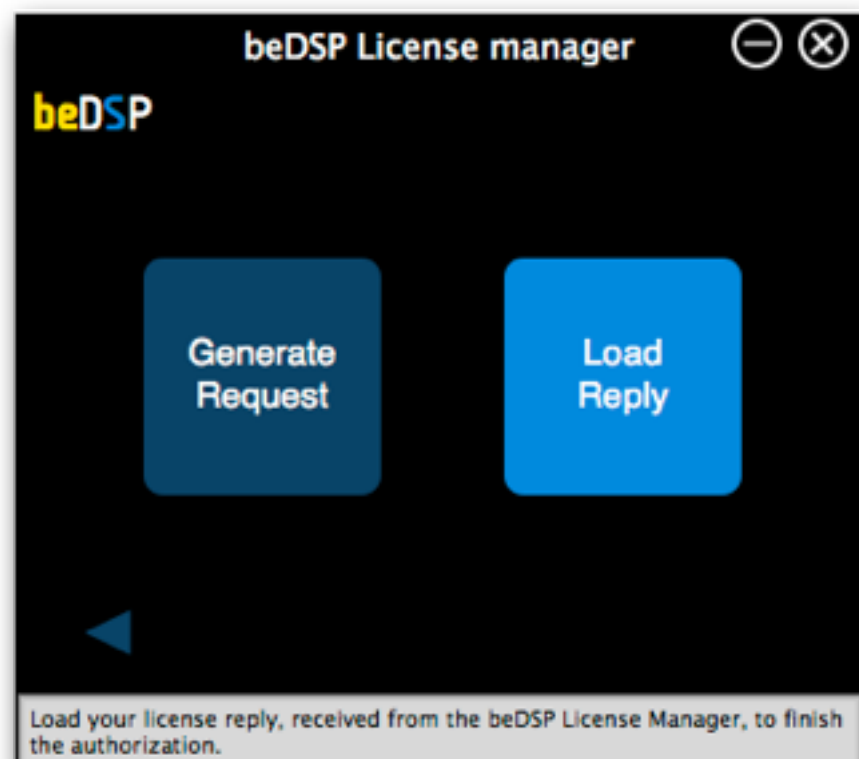 beDSP License manager
beDSP
Generate
Request
Load
Reply
Load your license reply, received from the beDSP License Manager, to finish
the authorization.